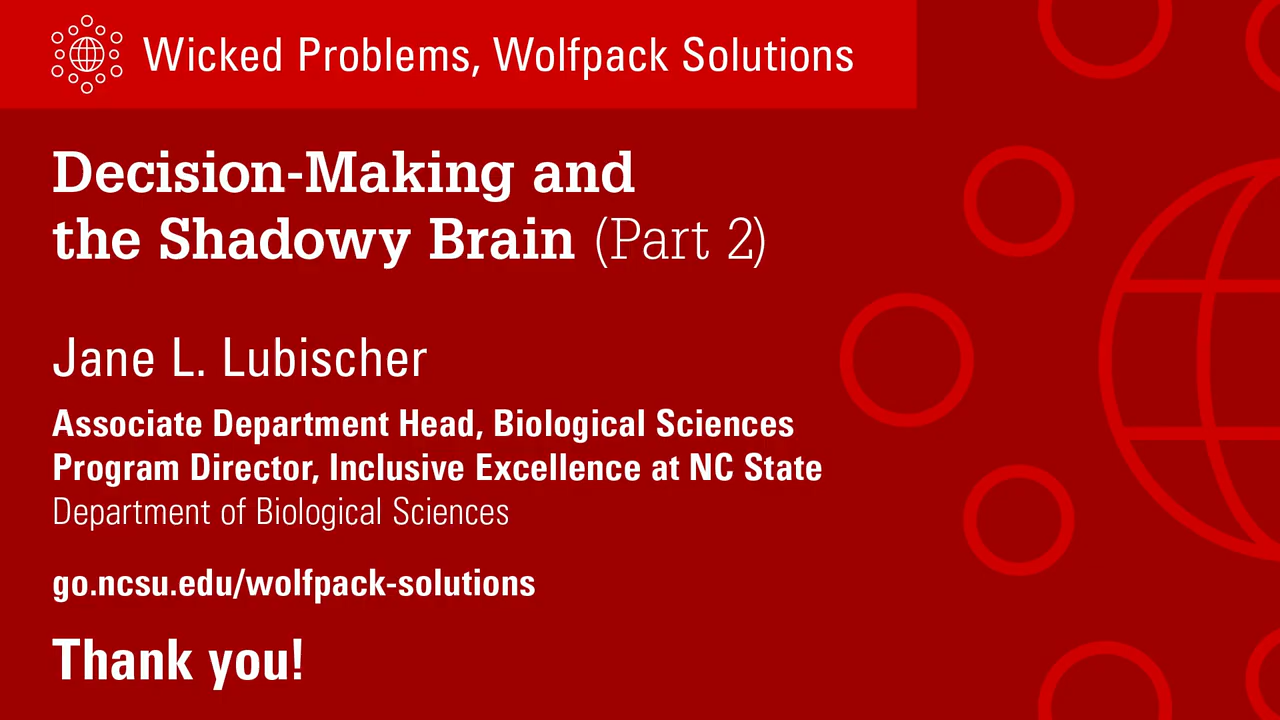 Wicked Problems, Wolfpack Solutions
Decision-Making and
the Shadowy Brain (Part 2)
Jane L. Lubischer
Associate Department Head, Biological Sciences
Program Director, Inclusive Excellence at NC State
Department of Biological Sciences
go.ncsu.edu/wolfpack-solutions
Thank you!